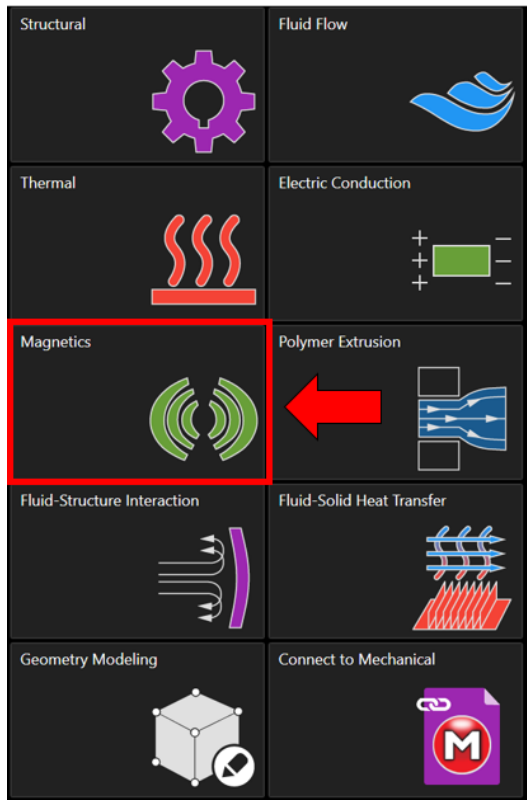 Structural
Fluid Flow
Thermal
Electric Conduction
+
+
+
Magnetics
Polymer Extrusion
Fluid-Structure Interaction
Fluid-Solid Heat Transfer
Geometry Modeling
Connect to Mechanical
M